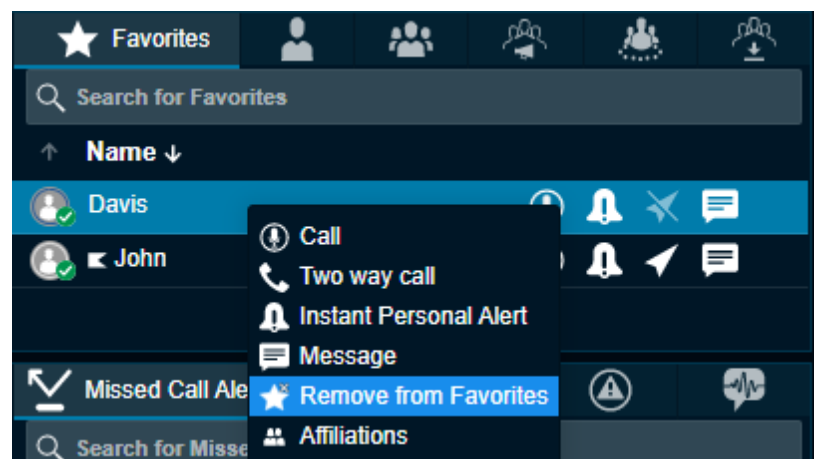 Favorites
Search for Favorites
Name
Davis
John
Call
Two way call
Instant Personal Alert
Message
Remove from Favorites
Affiliations
Missed Call Ale
Search for Misse